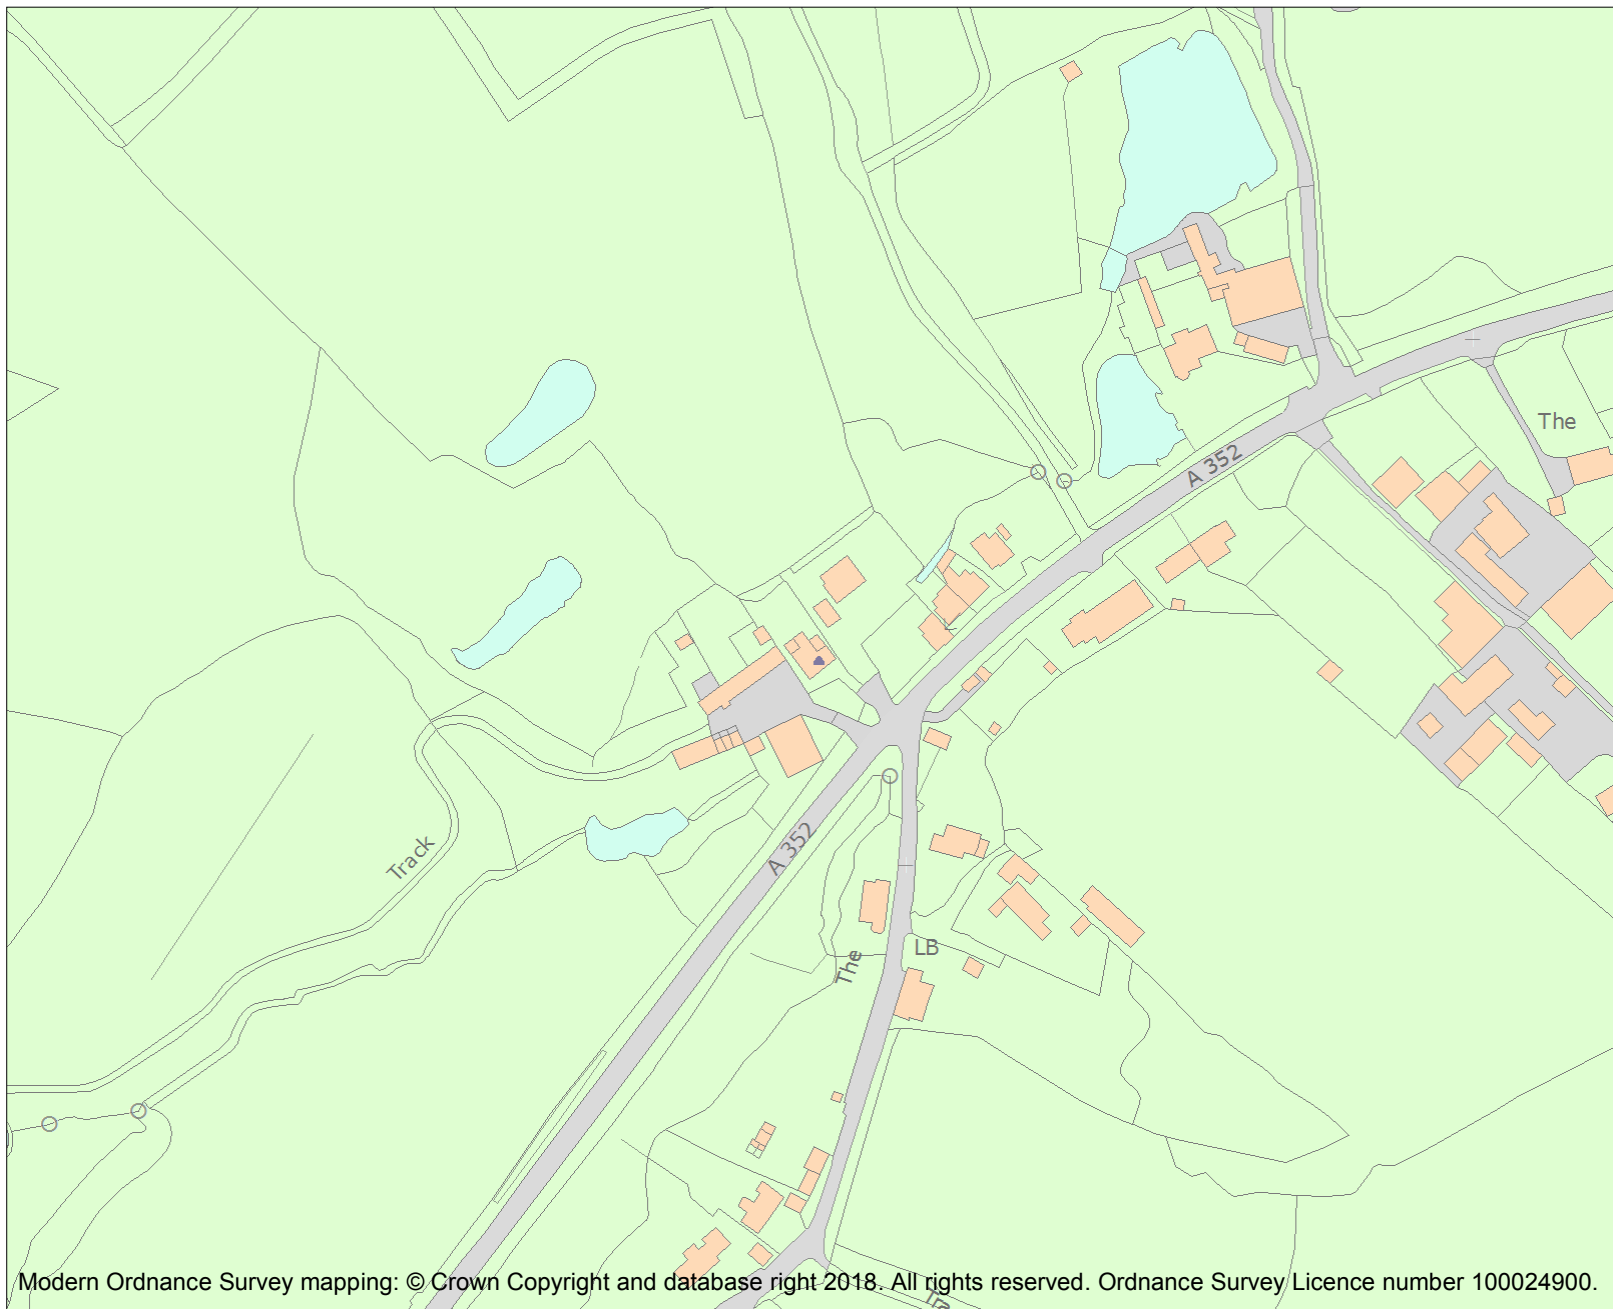 The
A 352
A 352
Track
LB
The
Modern Ordnance Survey mapping: © Crown Copyright and database right 2018. All rights reserved. Ordnance Survey Licence number 100024900.